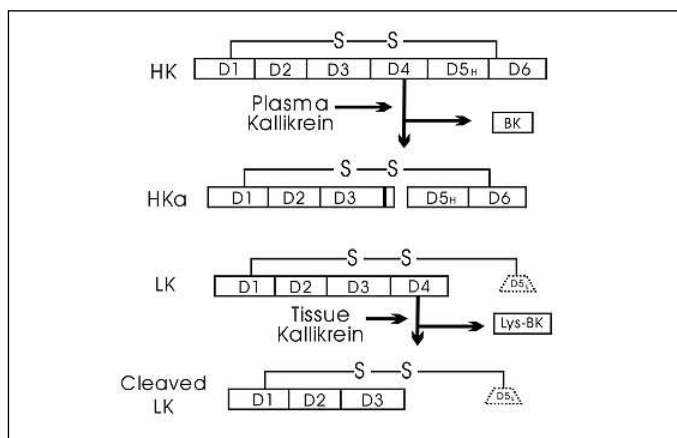 S S
HK D1 D2 D3 D4 D5H D6
Plasma
Kallikrein
BK
S S
HKa D1 D2 D3 D5H D6
S S
LK D1 D2 D3 D4 D5L
Tissue
Kallikrein
Lys-BK
S S
Cleaved
LK
D1 D2 D3 D5L